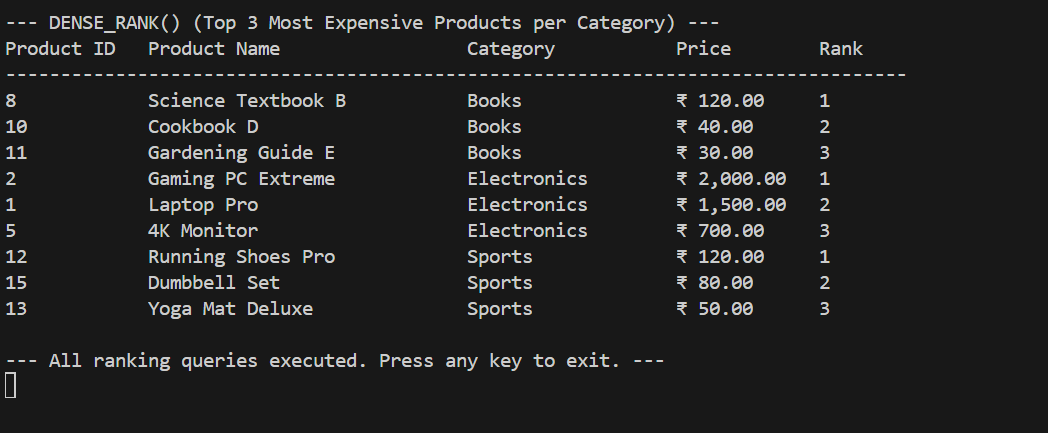 --- DENSE_RANK() (Top 3 Most Expensive Products per Category) ---
Product ID   Product Name                 Category           Price        Rank
----------------------------------------------------------------------------------
8            Science Textbook B           Books              ₹ 120.00     1
10           Cookbook D                   Books              ₹ 40.00      2
11           Gardening Guide E            Books              ₹ 30.00      3
2            Gaming PC Extreme            Electronics        ₹ 2,000.00   1
1            Laptop Pro                   Electronics        ₹ 1,500.00   2
5            4K Monitor                   Electronics        ₹ 700.00     3
12           Running Shoes Pro            Sports             ₹ 120.00     1
15           Dumbbell Set                 Sports             ₹ 80.00      2
13           Yoga Mat Deluxe              Sports             ₹ 50.00      3
--- All ranking queries executed. Press any key to exit. ---